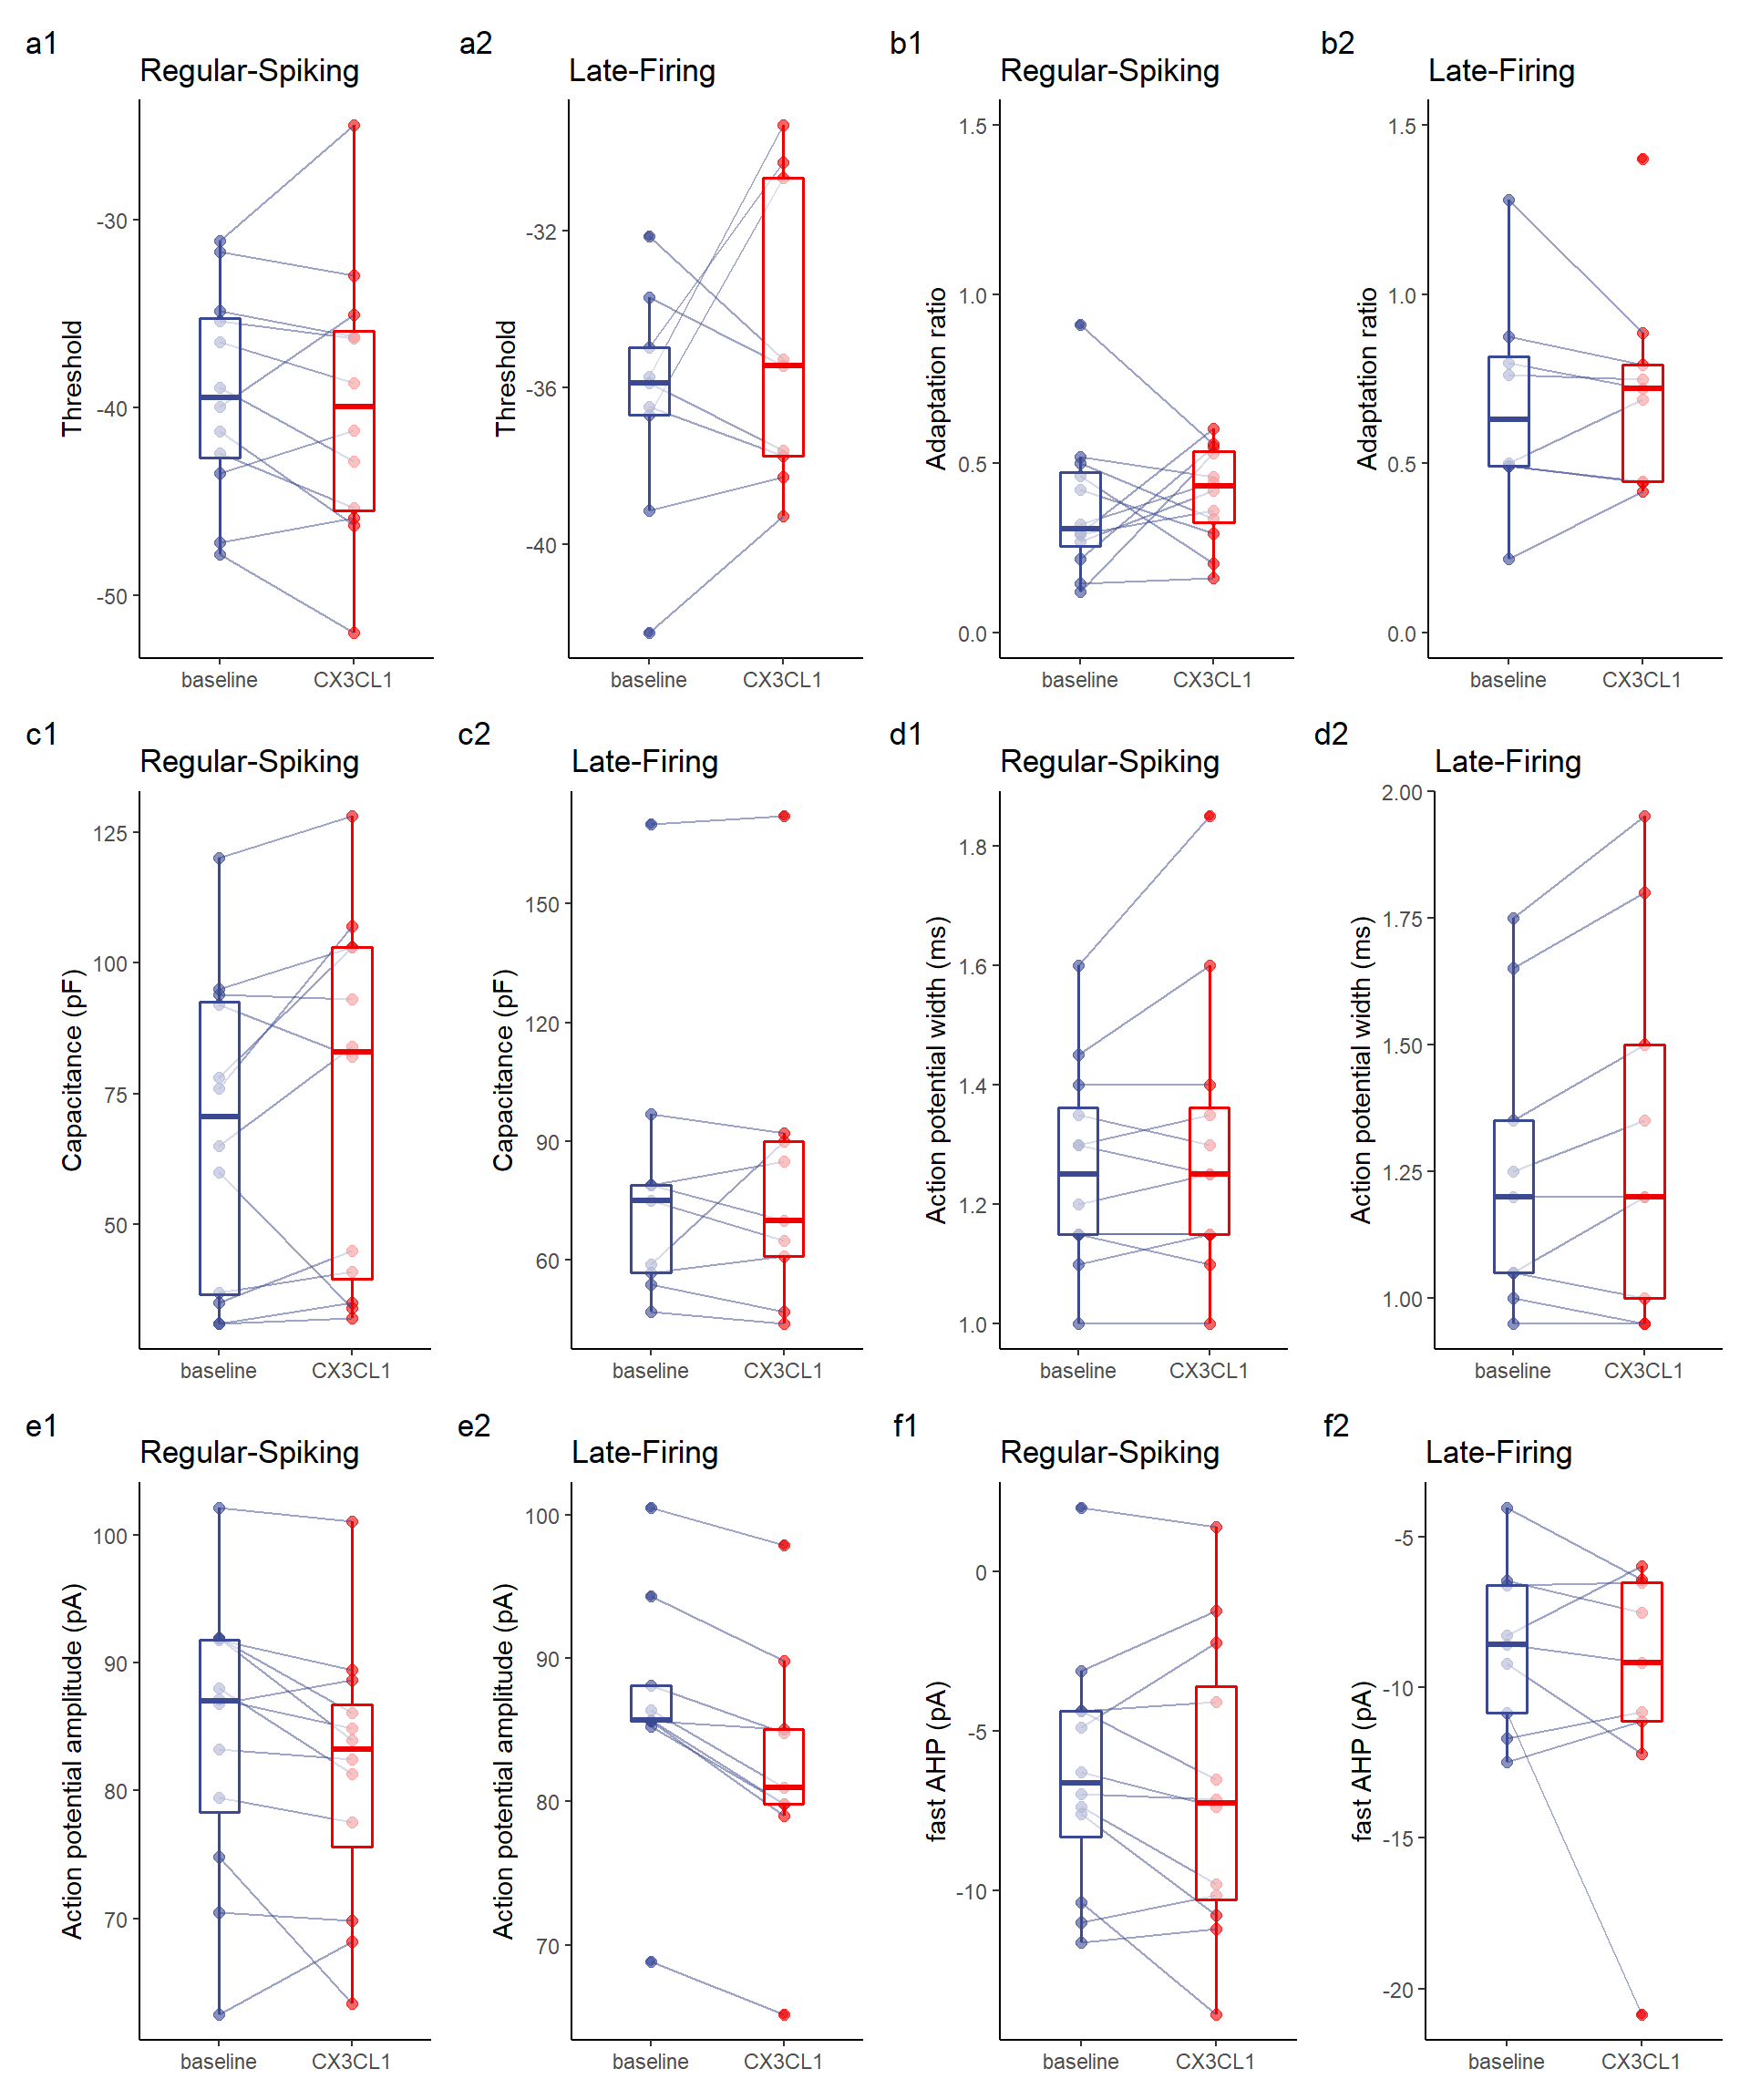 a1
Regular-Spiking
Threshold
-30
-40
-50
baseline CX3CL1
a2
Late-Firing
Threshold
-32
-36
-40
baseline CX3CL1
b1
Regular-Spiking
Adaptation ratio
1.5
1.0
0.5
0.0
baseline CX3CL1
b2
Late-Firing
Adaptation ratio
1.5
1.0
0.5
0.0
baseline CX3CL1
c1
Regular-Spiking
Capacitance (pF)
125
100
75
50
baseline CX3CL1
c2
Late-Firing
Capacitance (pF)
150
120
90
60
baseline CX3CL1
d1
Regular-Spiking
Action potential width (ms)
1.8
1.6
1.4
1.2
1.0
baseline CX3CL1
d2
Late-Firing
Action potential width (ms)
2.00
1.75
1.50
1.25
1.00
baseline CX3CL1
e1
Regular-Spiking
Action potential amplitude (pA)
100
90
80
70
baseline CX3CL1
e2
Late-Firing
Action potential amplitude (pA)
100
90
80
70
baseline CX3CL1
f1
Regular-Spiking
fast AHP (pA)
0
-5
-10
baseline CX3CL1
f2
Late-Firing
fast AHP (pA)
-5
-10
-15
-20
baseline CX3CL1